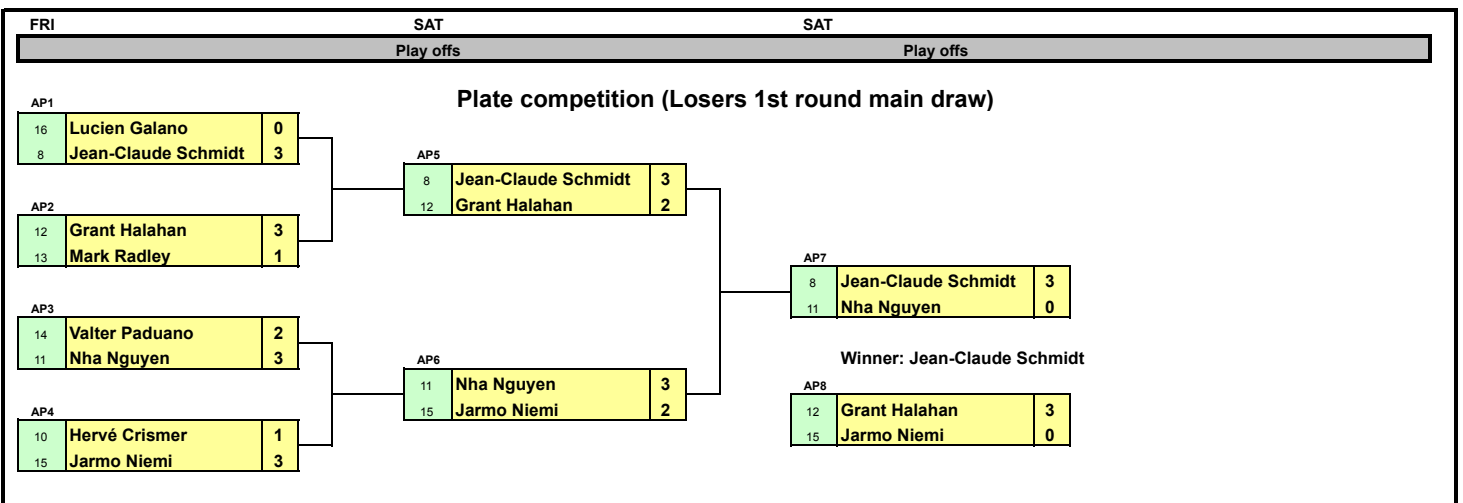 FRI SAT SAT
Play offs Play offs
Plate competition (Losers 1st round main draw)
AP1
16 Lucien Galano 0
8 Jean-Claude Schmidt 3
AP2
12 Grant Halahan 3
13 Mark Radley 1
AP3
14 Valter Paduano 2
11 Nha Nguyen 3
AP4
10 Hervé Crismer 1
15 Jarmo Niemi 3
AP5
8 Jean-Claude Schmidt 3
12 Grant Halahan 2
AP6
11 Nha Nguyen 3
15 Jarmo Niemi 2
AP7
8 Jean-Claude Schmidt 3
11 Nha Nguyen 0
Winner: Jean-Claude Schmidt
AP8
12 Grant Halahan 3
15 Jarmo Niemi 0